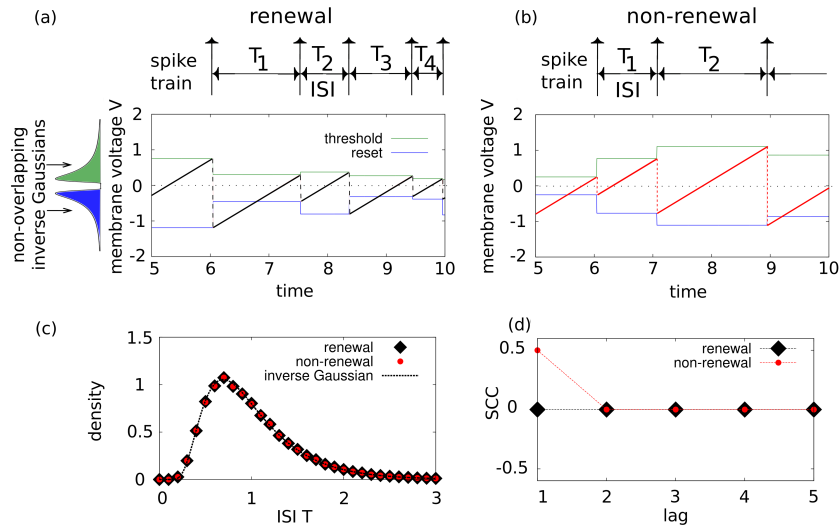 (a)
renewal
spike
train
T1
T2
T3
T4
ISI
non-overlapping
inverse Gaussians
membrane voltage V
2
1
0
-1
-2
threshold
reset
5 6 7 8 9 10
time
(b)
non-renewal
spike
train
T1
T2
ISI
membrane voltage V
2
1
0
-1
-2
5 6 7 8 9 10
time
(c)
density
1.5
1
0.5
0
renewal
non-renewal
inverse Gaussian
0 1 2 3
ISI T
(d)
SCC
0.5
0
-0.5
renewal
non-renewal
1 2 3 4 5
lag